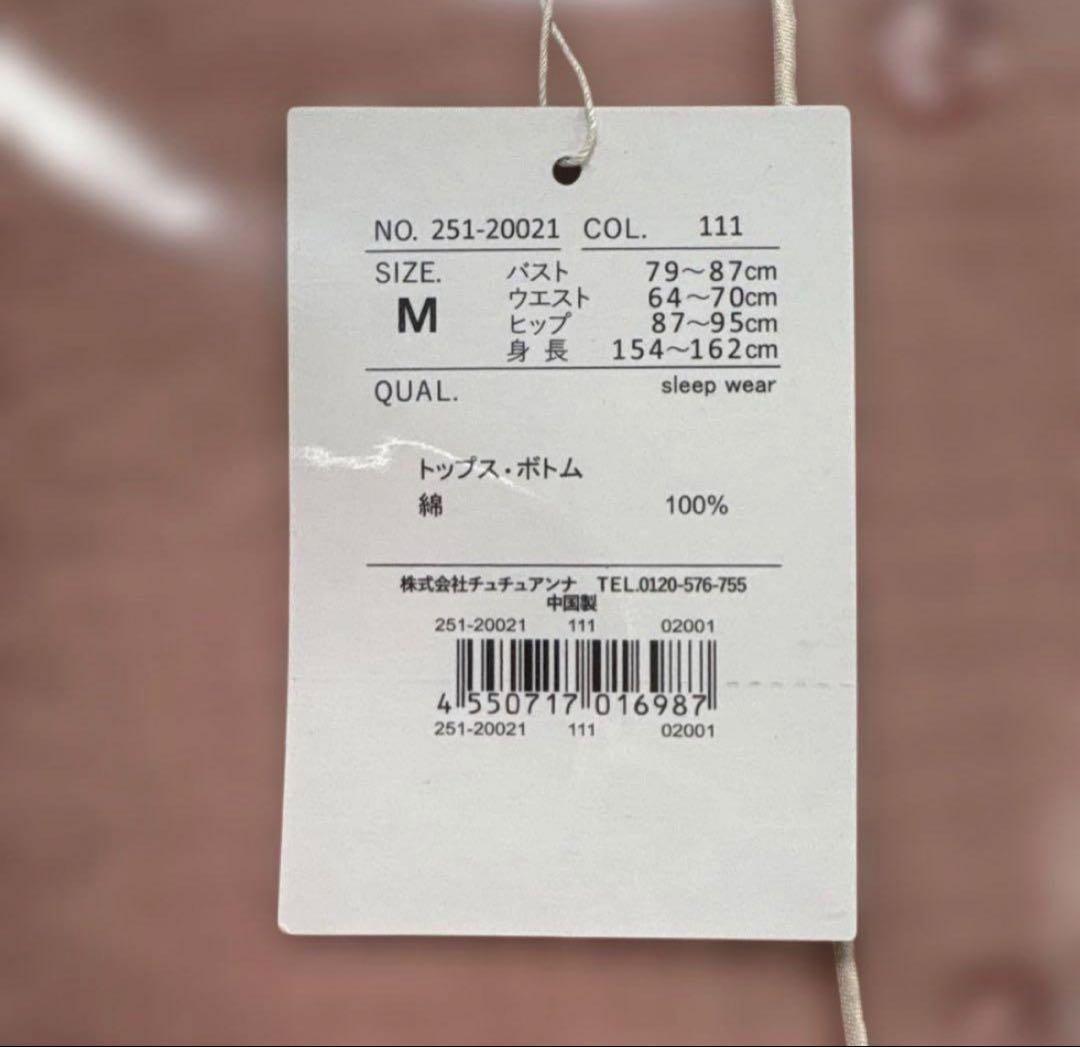 NO. 251-20021 COL. 111
SIZE. バスト 79～87cm
M ウエスト 64～70cm
ヒップ 87～95cm
身長 154～162cm
QUAL. sleep wear
トップス・ボトム
綿 100%
株式会社チュチュアンナ TEL.0120-576-755
中国製
251-20021 111 02001
4 550717 016987
251-20021 111 02001